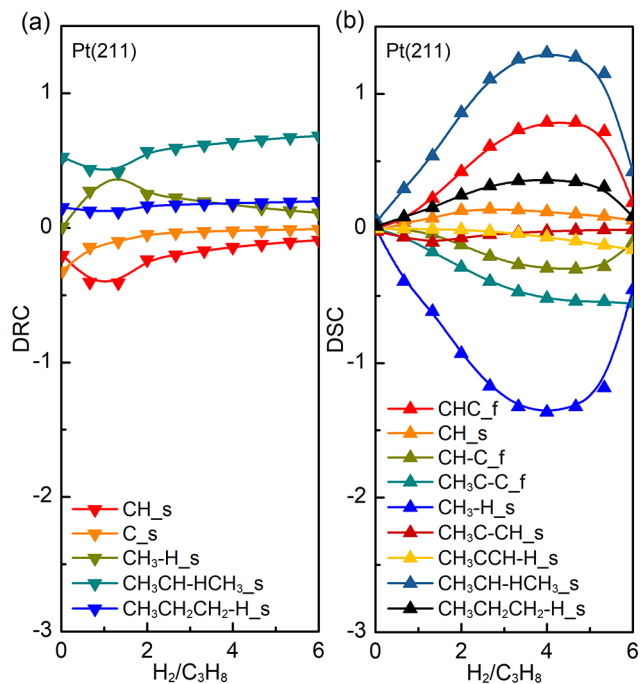 (a)
Pt(211)
1
0
-1
-2
-3
DRC
CH_s
C_s
CH₃-H_s
CH₃CH-HCH₃_s
CH₃CH₂CH₂-H_s
0 2 4 6
H₂/C₃H₈
(b)
Pt(211)
1
0
-1
-2
-3
DSC
CHC_f
CH_s
CH-C_f
CH₃C-C_f
CH₃-H_s
CH₃C-CH_s
CH₃CCH-H_s
CH₃CH-HCH₃_s
CH₃CH₂CH₂-H_s
0 2 4 6
H₂/C₃H₈